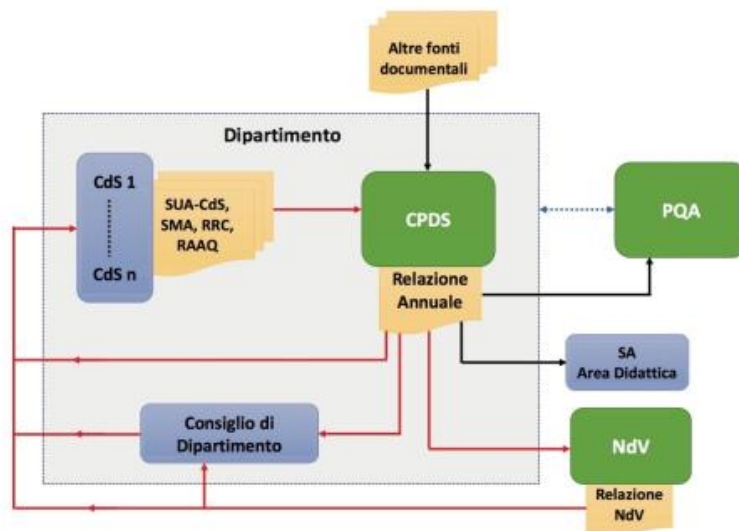 Altre fonti
documentali
Dipartimento
CdS 1
CdS n
SUA-CdS,
SMA, RRC,
RAAQ
CPDS
PQA
Relazione
Annuale
SA
Area Didattica
Consiglio di
Dipartimento
NdV
Relazione
NdV